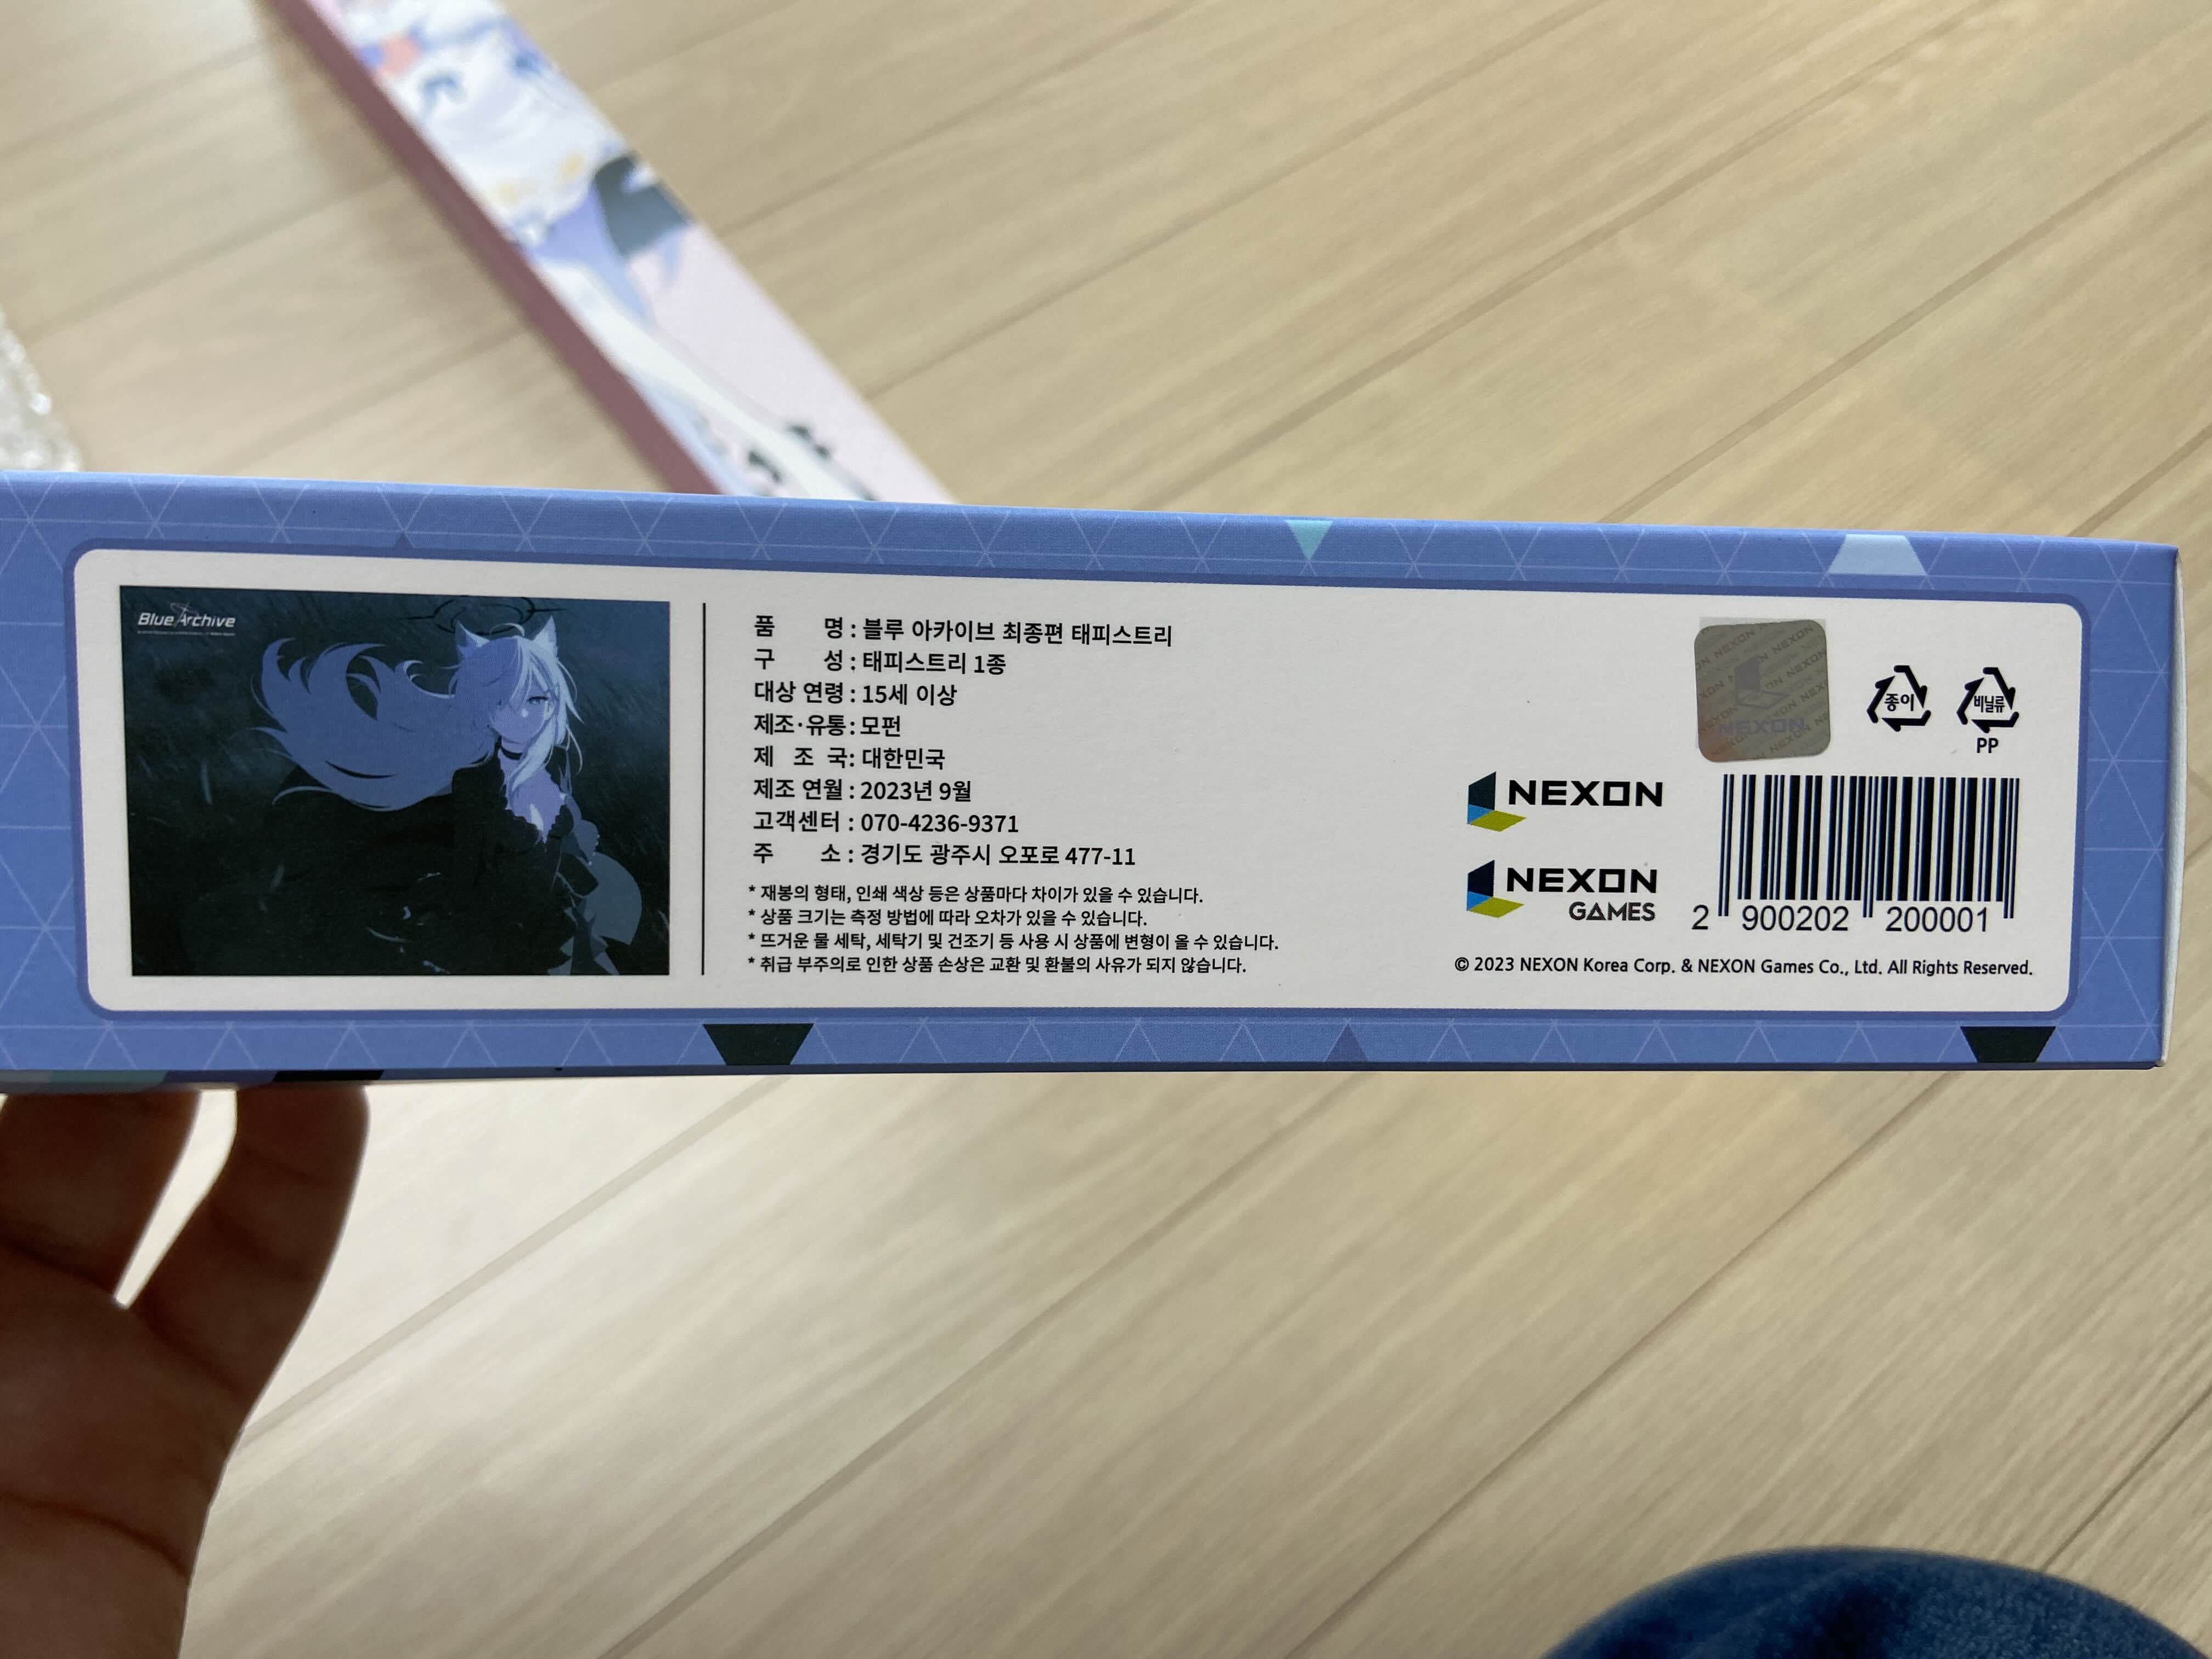 Blue Archive
품 명 : 블루 아카이브 최종편 태피스트리
구 성 : 태피스트리 1종
대상 연령 : 15세 이상
제조·유통 : 모펀
제 조 국 : 대한민국
제조 연월 : 2023년 9월
고객센터 : 070-4236-9371
주 소 : 경기도 광주시 오포로 477-11
* 재봉의 형태, 인쇄 색상 등은 상품마다 차이가 있을 수 있습니다.
* 상품 크기는 측정 방법에 따라 오차가 있을 수 있습니다.
* 뜨거운 물 세탁, 세탁기 및 건조기 등 사용 시 상품에 변형이 올 수 있습니다.
* 취급 부주의로 인한 상품 손상은 교환 및 환불의 사유가 되지 않습니다.
NEXON
종이
비닐류
PP
NEXON
NEXON
GAMES
2 900202 200001
© 2023 NEXON Korea Corp. & NEXON Games Co., Ltd. All Rights Reserved.